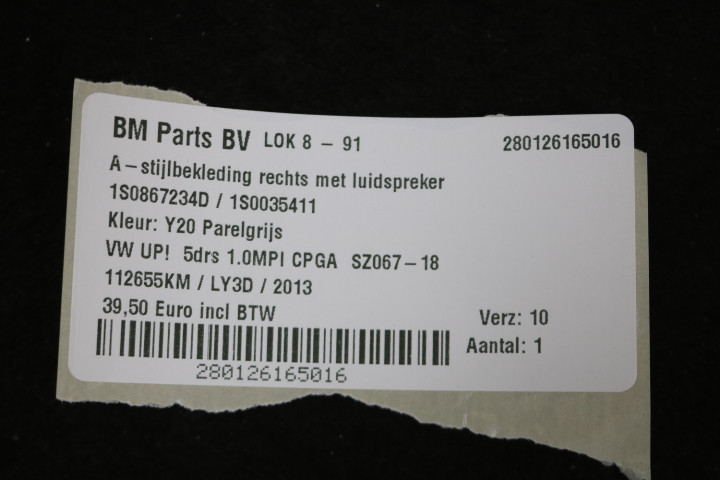 BM Parts BV LOK 8 - 91 280126165016
A-stijlbekleding rechts met luidspreker
1S0867234D / 1S0035411
Kleur: Y20 Parelgrijs
VW UP! 5drs 1.0MPI CPGA SZ067-18
112655KM / LY3D / 2013
39,50 Euro incl BTW Verz: 10
Aantal: 1
280126165016